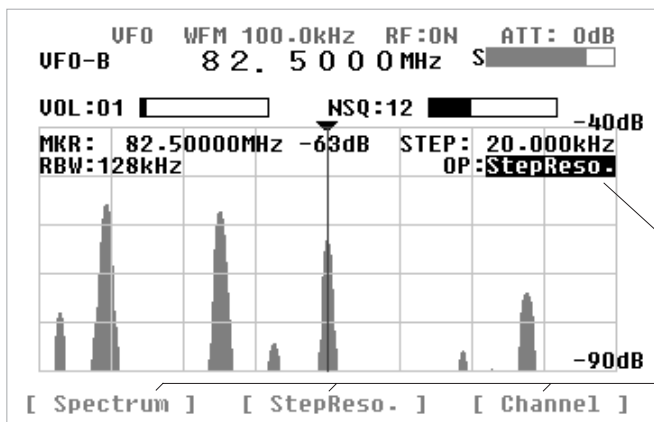 VFO WFM 100.0kHz RF:ON ATT: 0dB
VFO-B 82. 5000MHz S
VOL:01 NSQ:12
-40dB
MKR: 82.50000MHz -63dB STEP: 20.000kHz
RBW:128kHz OP:StepReso.
-90dB
[ Spectrum ] [ StepReso. ] [ Channel ]